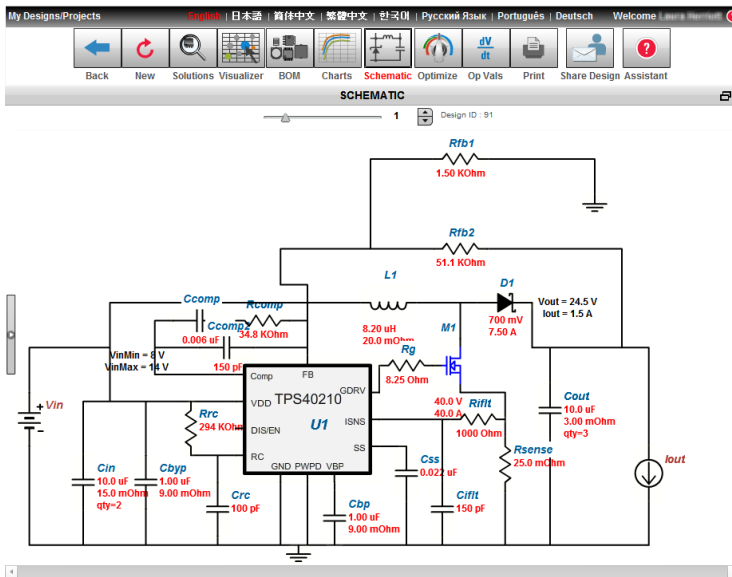 My Designs/Projects
English | 日本語 | 简体中文 | 繁體中文 | 한국어 | Русский Язык | Português | Deutsch
Welcome
Back
New
Solutions
Visualizer
BOM
Charts
Schematic
Optimize
dV
dt
Op Vals
Print
Share Design
?
Assistant
SCHEMATIC
1
Design ID : 91
Rfb1
1.50 KOhm
Rfb2
51.1 KOhm
L1
8.20 uH
20.0 mOhm
D1
700 mV
7.50 A
Vout = 24.5 V
Iout = 1.5 A
Ccomp
0.006 uF
Rcomp
34.8 KOhm
Ccomp2
150 pF
VinMin = 8 V
VinMax = 14 V
M1
40.0 V
40.0 A
Rg
8.25 Ohm
Comp
FB
GDRV
VDD
TPS40210
U1
ISNS
DIS/EN
SS
RC
GND
PWPD
VBP
+
Vin
-
Rrc
294 KOhm
Riflt
1000 Ohm
Cout
10.0 uF
3.00 mOhm
qty=3
Rsense
25.0 mOhm
Iout
Cin
10.0 uF
15.0 mOhm
qty=2
Cbyp
1.00 uF
9.00 mOhm
Crc
100 pF
Cbp
1.00 uF
9.00 mOhm
Css
0.022 uF
Ciflt
150 pF